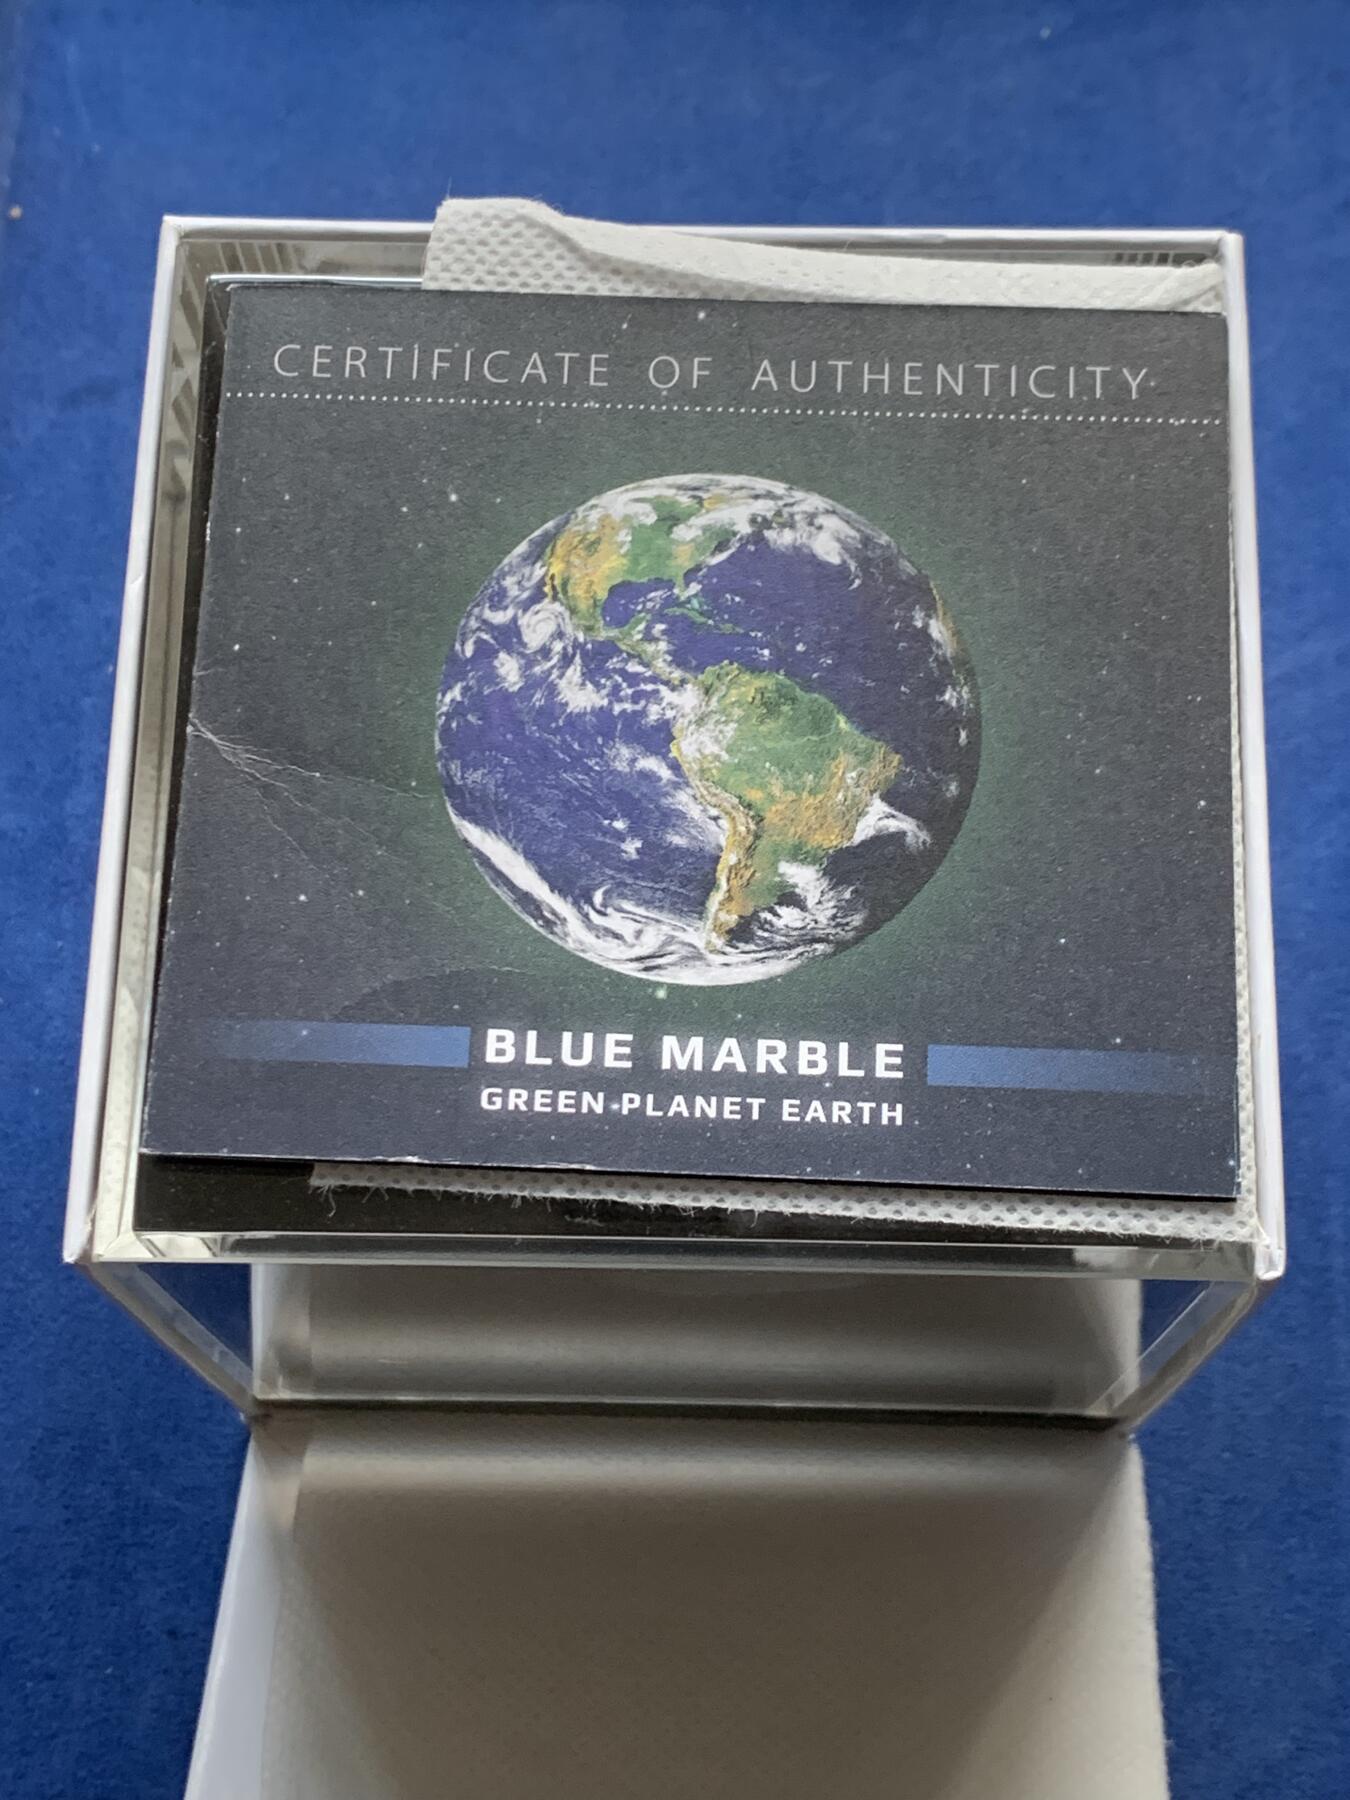 CERTIFICATE OF AUTHENTICITY
BLUE MARBLE
GREEN PLANET EARTH